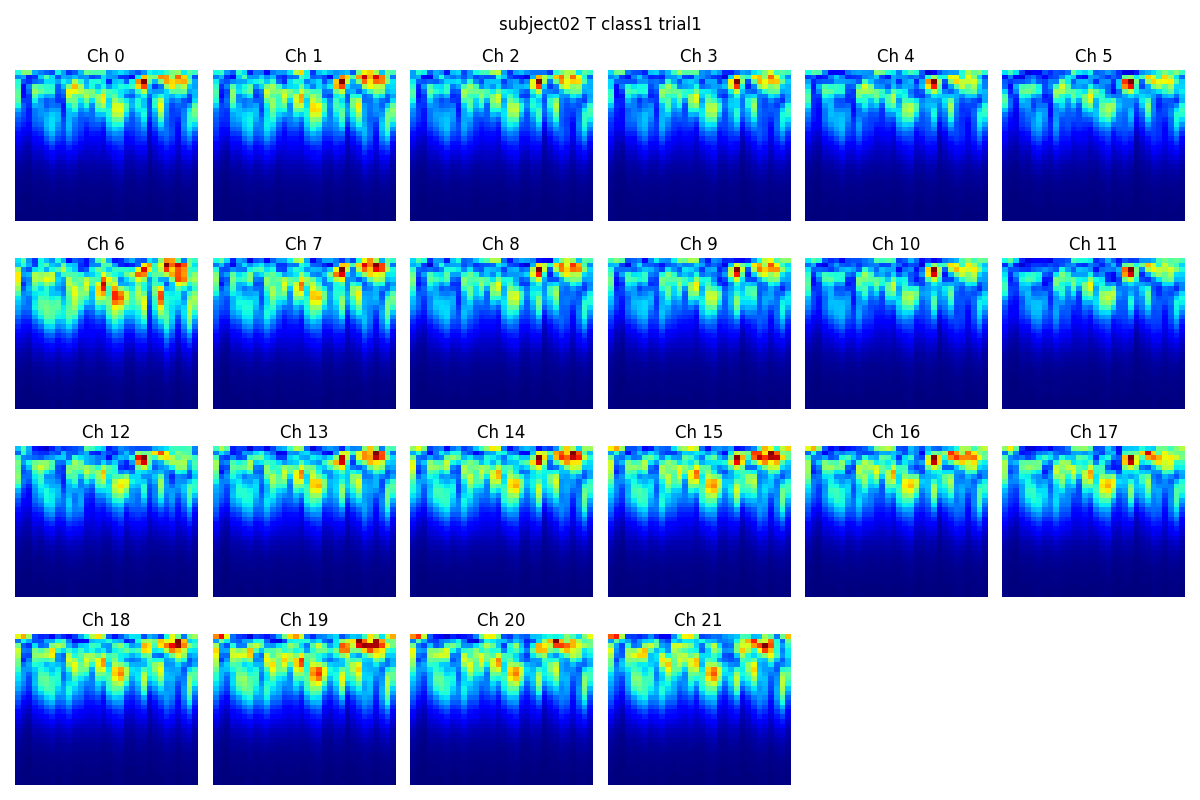 subject02 T class1 trial1
Ch 0 Ch 1 Ch 2 Ch 3 Ch 4 Ch 5
Ch 6 Ch 7 Ch 8 Ch 9 Ch 10 Ch 11
Ch 12 Ch 13 Ch 14 Ch 15 Ch 16 Ch 17
Ch 18 Ch 19 Ch 20 Ch 21